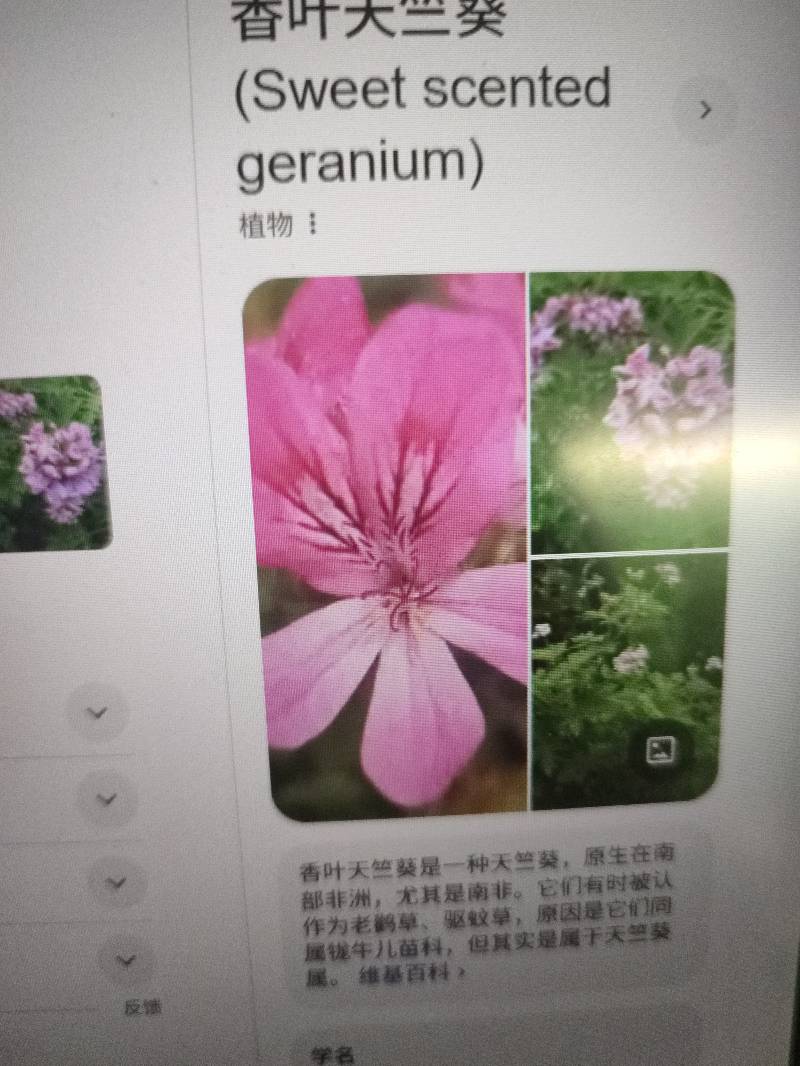 香叶天竺葵
(Sweet scented
geranium)
植物
香叶天竺葵是一种天竺葵，原生在南
部非洲，尤其是南非。它们有时被认
作为老鹳草、驱蚊草，原因是它们同
属牻牛儿苗科，但其实是属于天竺葵
属。 维基百科 ›
反馈
学名